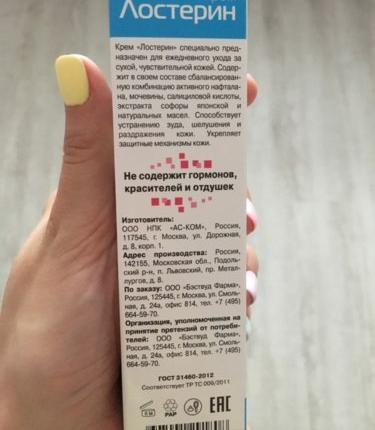 Лостерин
Крем «Лостерин» специально пред-
назначен для ежедневного ухода за
сухой, чувствительной кожей. Содер-
жит в своем составе сбалансирован-
ную комбинацию активного нафтала-
на, мочевины, салициловой кислоты,
экстракта софоры японской и
натуральных масел. Способствует
устранению зуда, шелушения и
раздражения кожи. Укрепляет
защитные механизмы кожи.
Не содержит гормонов,
красителей и отдушек
Изготовитель:
ООО НПК «АС-КОМ», Россия,
117545, г. Москва, ул. Дорожная,
д. 8, корп. 1.
Адрес производства: Россия,
142155, Московская обл., Подоль-
ский р-н, п. Львовский, пр. Метал-
лургов, д. 8.
По заказу: ООО «Бэствуд Фарма»,
Россия, 125445, г. Москва, ул. Смоль-
ная, д. 24а, офис 814, тел. +7 (495)
664-59-70.
Организация, уполномоченная на
принятие претензий от потреби-
телей: ООО «Бэствуд Фарма»,
Россия, 125445, г. Москва, ул. Смоль-
ная, д. 24а, офис 814, тел. +7 (495)
664-59-70.
ГОСТ 31460-2012
Соответствует ТР ТС 009/2011
PAP EAC